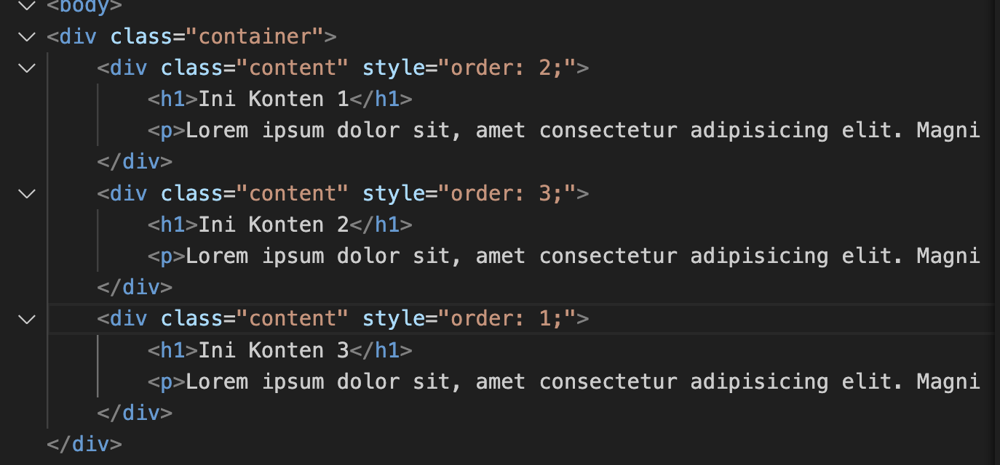 <body>
<div class="container">
<div class="content" style="order: 2;">
<h1>Ini Konten 1</h1>
<p>Lorem ipsum dolor sit, amet consectetur adipisicing elit. Magni
</div>
<div class="content" style="order: 3;">
<h1>Ini Konten 2</h1>
<p>Lorem ipsum dolor sit, amet consectetur adipisicing elit. Magni
</div>
<div class="content" style="order: 1;">
<h1>Ini Konten 3</h1>
<p>Lorem ipsum dolor sit, amet consectetur adipisicing elit. Magni
</div>
</div>